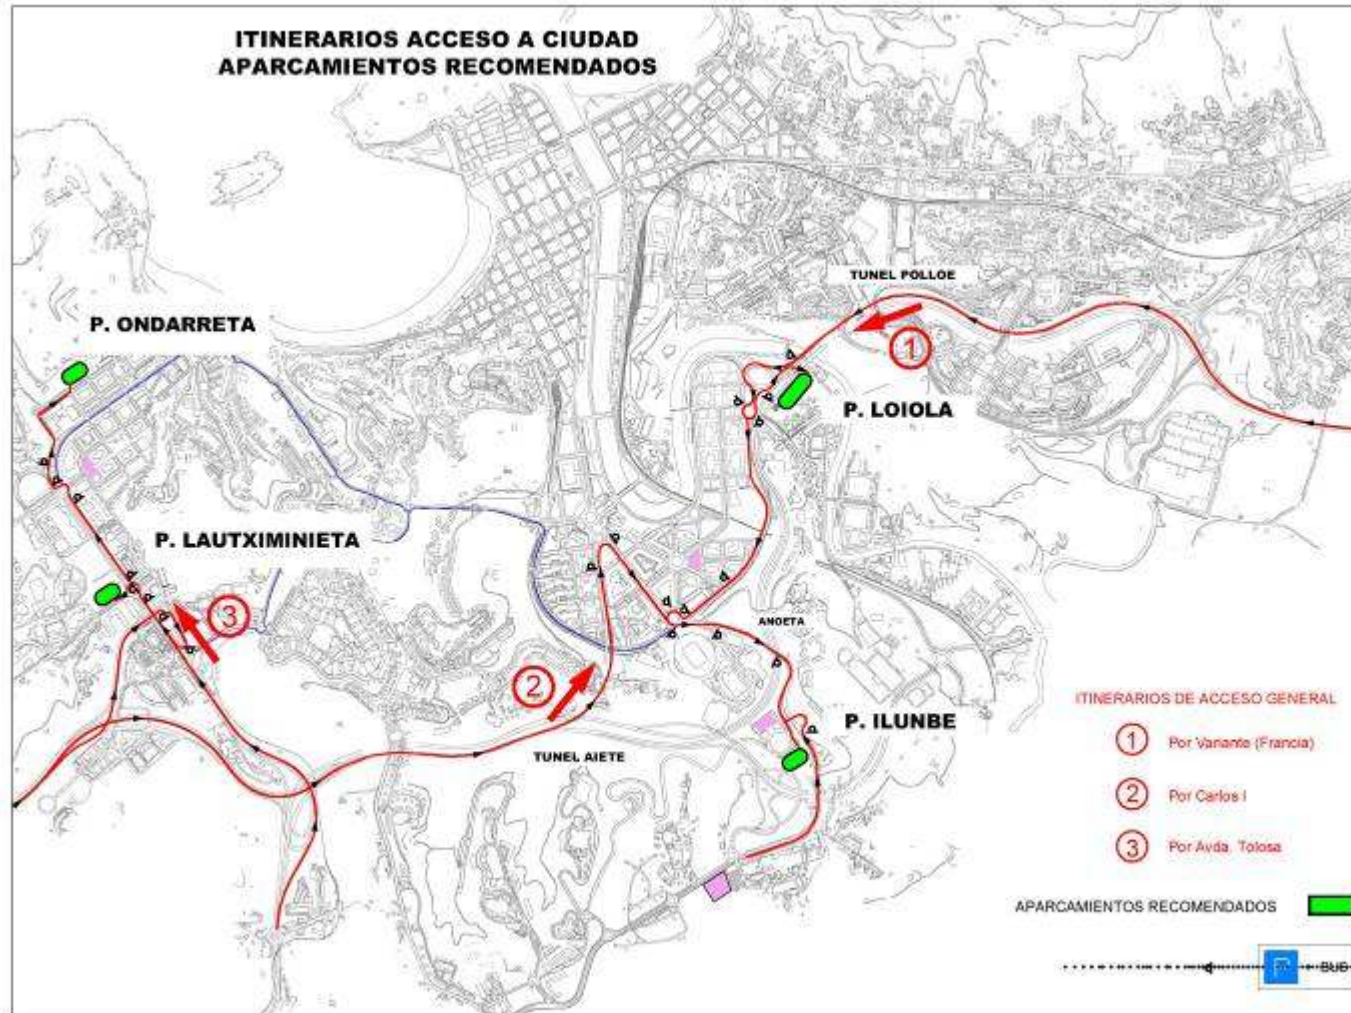 ITINERARIOS ACCESO A CIUDAD
APARCAMIENTOS RECOMENDADOS
TUNEL POLLOE
P. ONDARRETA
1
P. LOIOLA
P. LAUTXIMINIETA
3
ANOETA
2
P. ILUNBE
TUNEL AIETE
ITINERARIOS DE ACCESO GENERAL
1 Por Variante (Francia)
2 Por Carlos I
3 Por Avda. Tolosa
APARCAMIENTOS RECOMENDADOS
P BUS